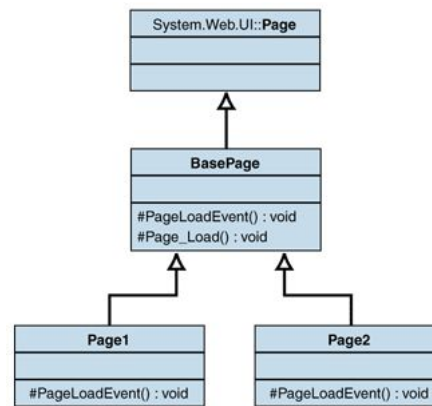 System.Web.UI::Page
BasePage
#PageLoadEvent() : void
#Page_Load() : void
Page1
#PageLoadEvent() : void
Page2
#PageLoadEvent() : void